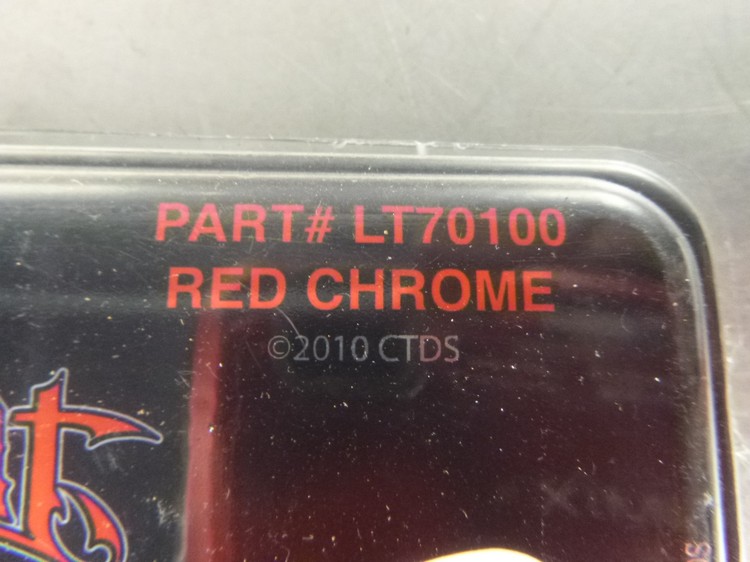 PART# LT70100
RED CHROME
©2010 CTDS